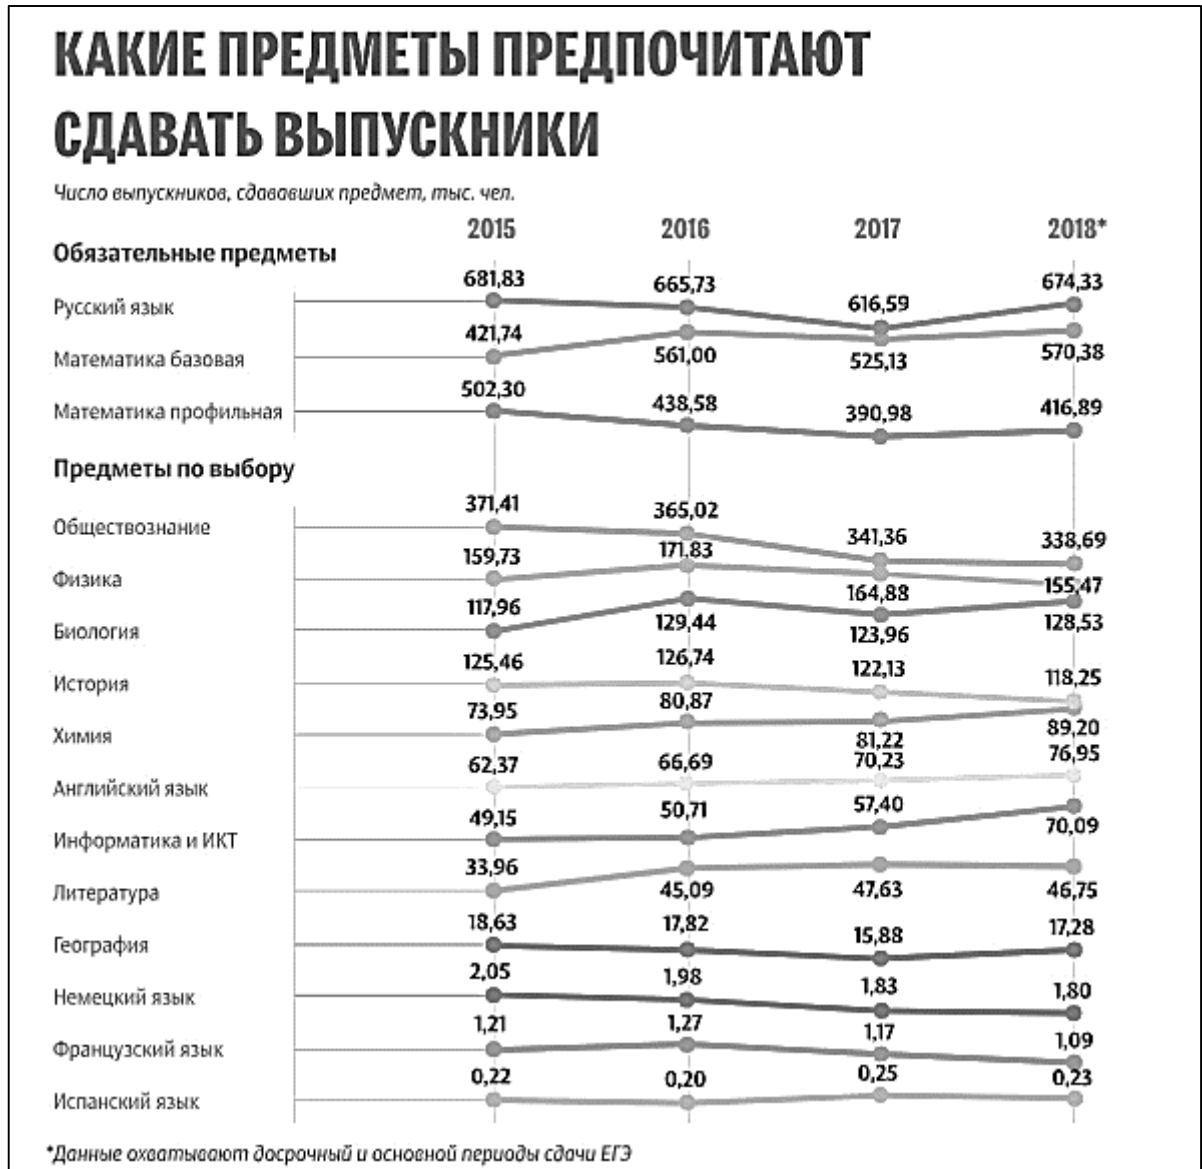 КАКИЕ ПРЕДМЕТЫ ПРЕДПОЧИТАЮТ
СДАВАТЬ ВЫПУСКНИКИ
Число выпускников, сдававших предмет, тыс. чел.
2015 2016 2017 2018*
Обязательные предметы
Русский язык 681,83 665,73 616,59 674,33
Математика базовая 421,74 561,00 525,13 570,38
Математика профильная 502,30 438,58 390,98 416,89
Предметы по выбору
Обществознание 371,41 365,02 341,36 338,69
Физика 159,73 171,83 164,88 155,47
Биология 117,96 129,44 123,96 128,53
История 125,46 126,74 122,13 118,25
Химия 73,95 80,87 81,22 89,20
Английский язык 62,37 66,69 70,23 76,95
Информатика и ИКТ 49,15 50,71 57,40 70,09
Литература 33,96 45,09 47,63 46,75
География 18,63 17,82 15,88 17,28
Немецкий язык 2,05 1,98 1,83 1,80
Французский язык 1,21 1,27 1,17 1,09
Испанский язык 0,22 0,20 0,25 0,23
*Данные охватывают досрочный и основной периоды сдачи ЕГЭ